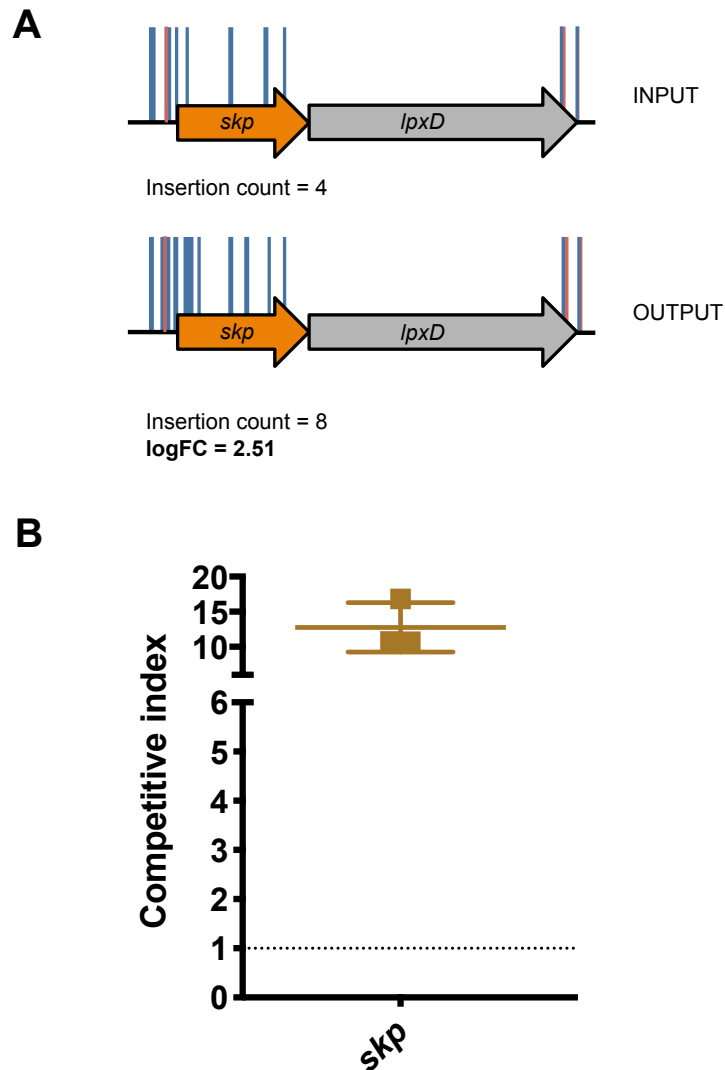 A
INPUT
skp
lpxD
Insertion count = 4
OUTPUT
skp
lpxD
Insertion count = 8
logFC = 2.51
B
Competitive index
20
15
10
6
5
4
3
2
1
0
skp